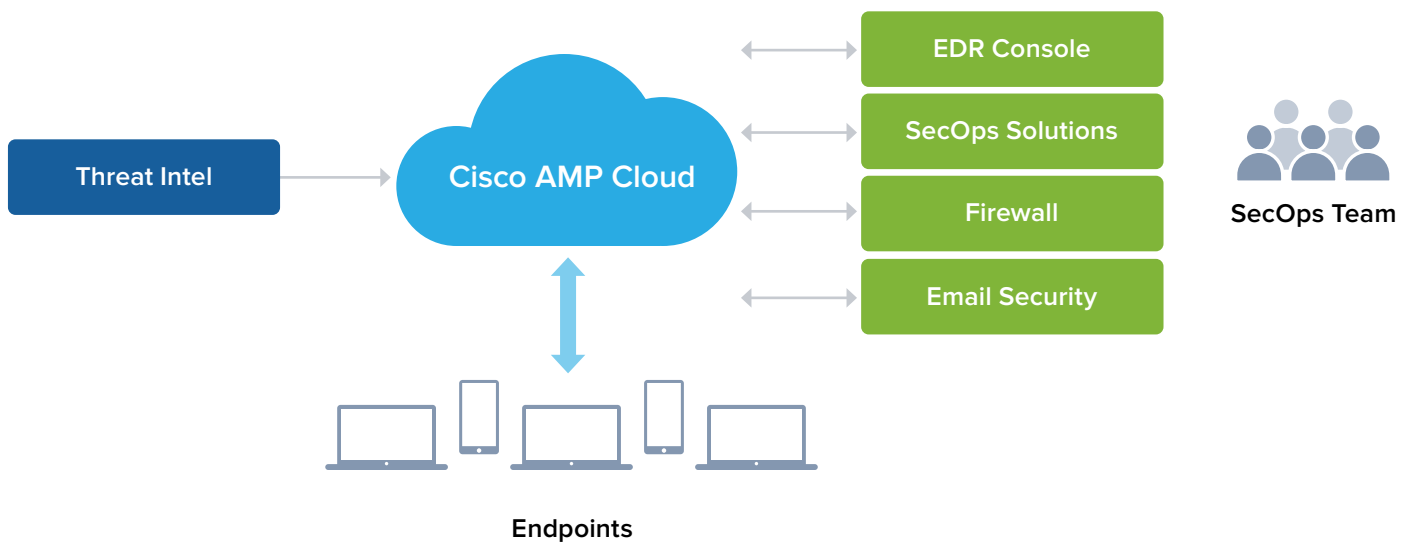 Threat Intel
Cisco AMP Cloud
EDR Console
SecOps Solutions
Firewall
Email Security
SecOps Team
Endpoints